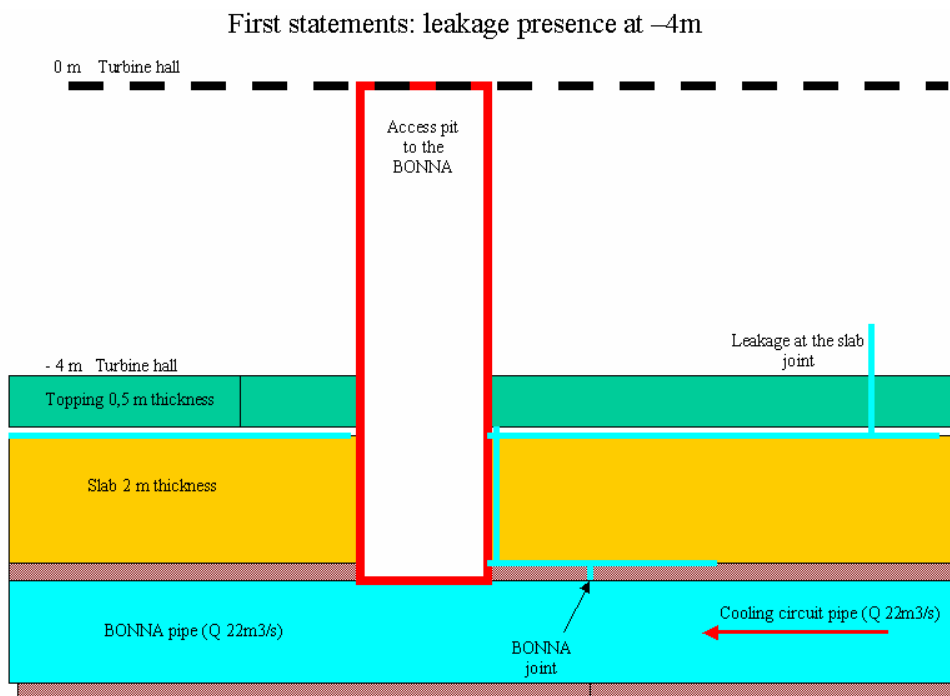 First statements: leakage presence at –4m
0 m Turbine hall
Access pit
to the
BONNA
Leakage at the slab
joint
- 4 m Turbine hall
Topping 0,5 m thickness
Slab 2 m thickness
Cooling circuit pipe (Q 22m3/s)
BONNA pipe (Q 22m3/s)
BONNA
joint